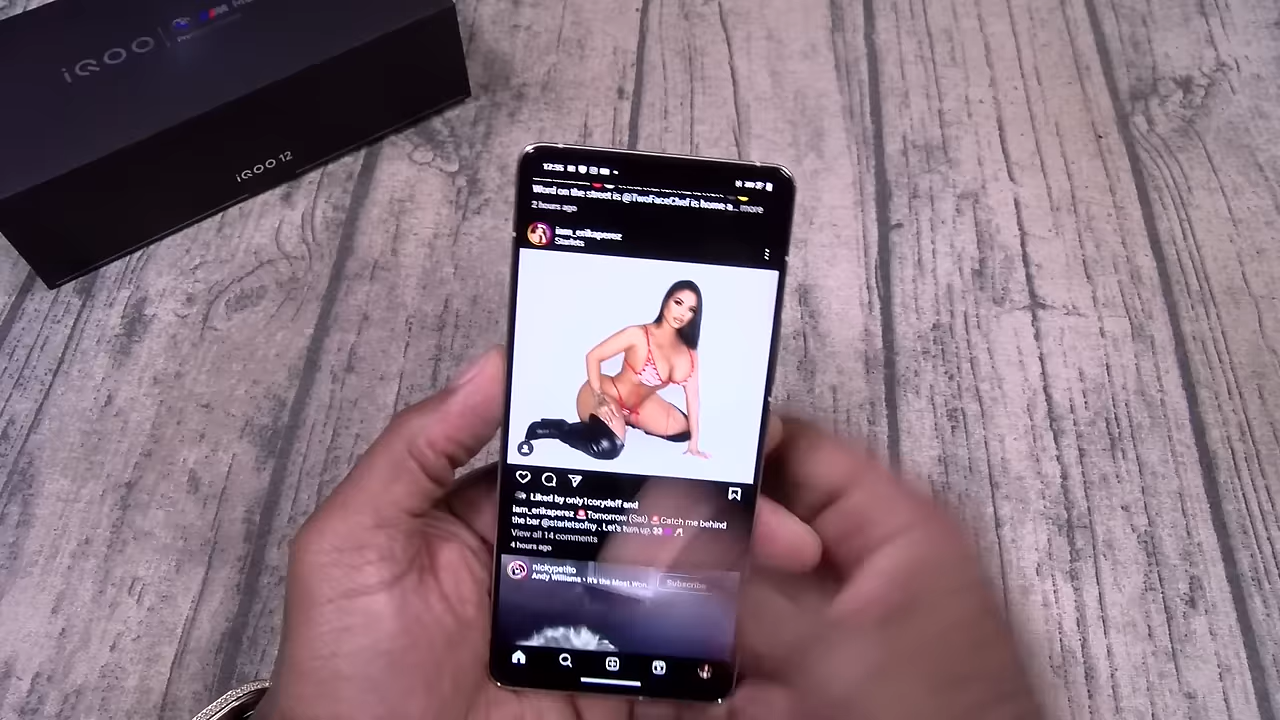 iQOO
iQOO 12
12:35
Word on the street is @TwoFaceChef is home a... more
2 hours ago
iam_erikaperez
Starlets
Liked by only1corydeff and
iam_erikaperez 🚨Tomorrow (Sat) 🚨Catch me behind
the bar @starletsofny . Let's turn up
View all 14 comments
4 hours ago
nickypetito
Andy Williams • It's the Most Won...
Subscribe